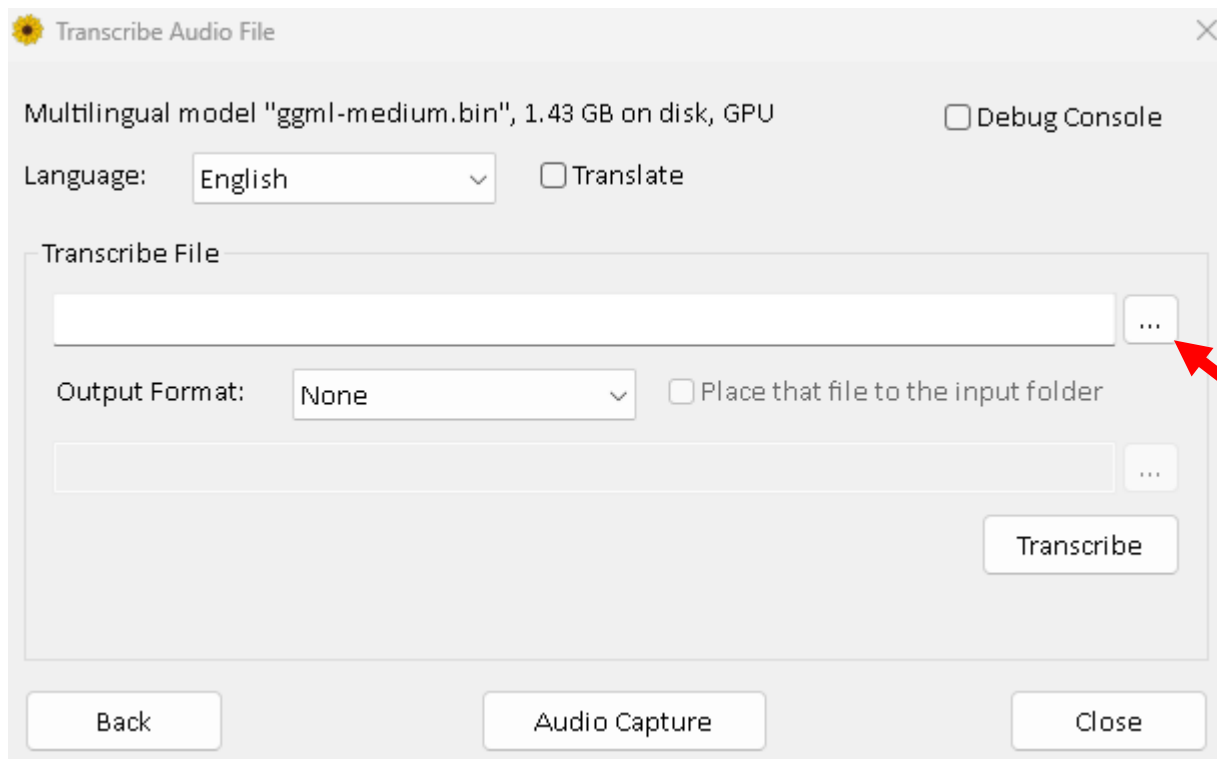 Transcribe Audio File
Multilingual model "ggml-medium.bin", 1.43 GB on disk, GPU
Debug Console
Language:
English
Translate
Transcribe File
...
Output Format:
None
Place that file to the input folder
...
Transcribe
Back
Audio Capture
Close